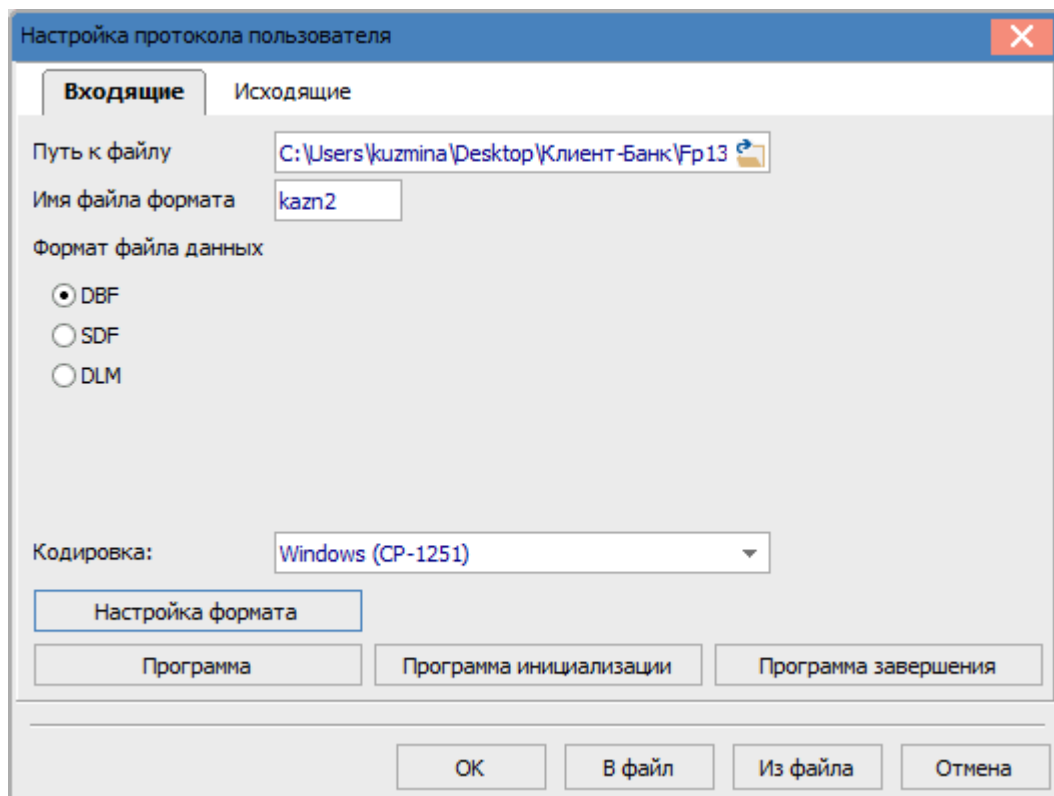 Настройка протокола пользователя
Входящие Исходящие
Путь к файлу C:\Users\kuzmina\Desktop\Клиент-Банк\Fp13
Имя файла формата kazn2
Формат файла данных
DBF
SDF
DLM
Кодировка: Windows (CP-1251)
Настройка формата
Программа Программа инициализации Программа завершения
OK В файл Из файла Отмена